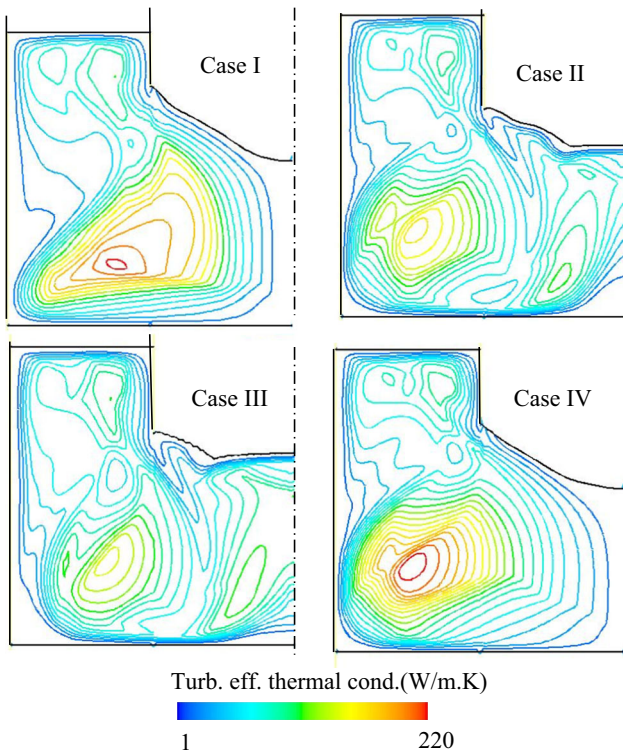 Case I
Case II
Case III
Case IV
Turb. eff. thermal cond.(W/m.K)
1 220